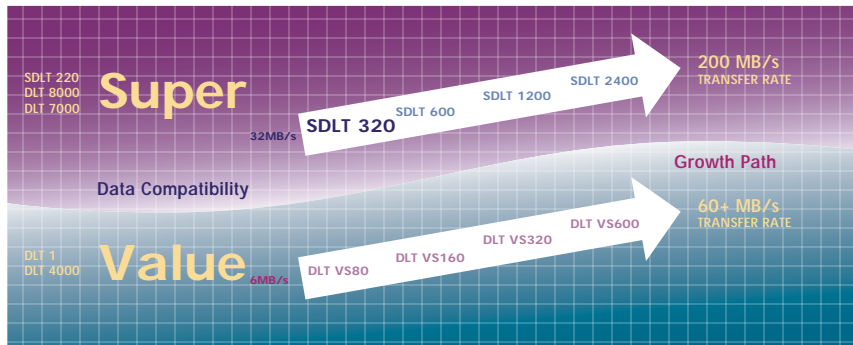 SDLT 220
DLT 8000
DLT 7000
Super
32MB/s
SDLT 320
SDLT 600
SDLT 1200
SDLT 2400
200 MB/s
TRANSFER RATE
Data Compatibility
Growth Path
DLT 1
DLT 4000
Value
6MB/s
DLT VS80
DLT VS160
DLT VS320
DLT VS600
60+ MB/s
TRANSFER RATE